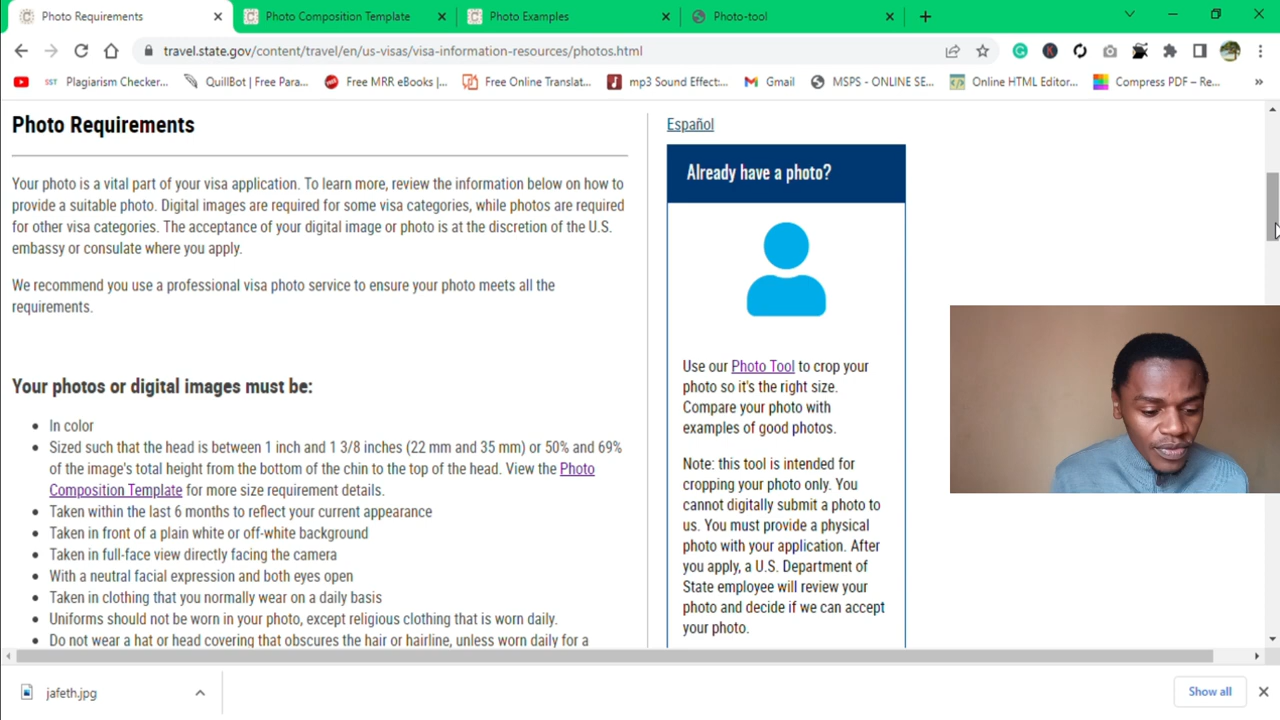 Photo Requirements
Photo Composition Template
Photo Examples
Photo-tool
travel.state.gov/content/travel/en/us-visas/visa-information-resources/photos.html
SST Plagiarism Checker...
QuillBot | Free Para...
Free MRR eBooks |...
Free Online Translat...
mp3 Sound Effect:...
Gmail
MSPS - ONLINE SE...
Online HTML Editor...
Compress PDF – Re...
Photo Requirements
Your photo is a vital part of your visa application. To learn more, review the information below on how to
provide a suitable photo. Digital images are required for some visa categories, while photos are required
for other visa categories. The acceptance of your digital image or photo is at the discretion of the U.S.
embassy or consulate where you apply.
We recommend you use a professional visa photo service to ensure your photo meets all the
requirements.
Your photos or digital images must be:
In color
Sized such that the head is between 1 inch and 1 3/8 inches (22 mm and 35 mm) or 50% and 69%
of the image's total height from the bottom of the chin to the top of the head. View the Photo
Composition Template for more size requirement details.
Taken within the last 6 months to reflect your current appearance
Taken in front of a plain white or off-white background
Taken in full-face view directly facing the camera
With a neutral facial expression and both eyes open
Taken in clothing that you normally wear on a daily basis
Uniforms should not be worn in your photo, except religious clothing that is worn daily.
Do not wear a hat or head covering that obscures the hair or hairline, unless worn daily for a
Español
Already have a photo?
Use our Photo Tool to crop your
photo so it's the right size.
Compare your photo with
examples of good photos.
Note: this tool is intended for
cropping your photo only. You
cannot digitally submit a photo to
us. You must provide a physical
photo with your application. After
you apply, a U.S. Department of
State employee will review your
photo and decide if we can accept
your photo.
jafeth.jpg
Show all